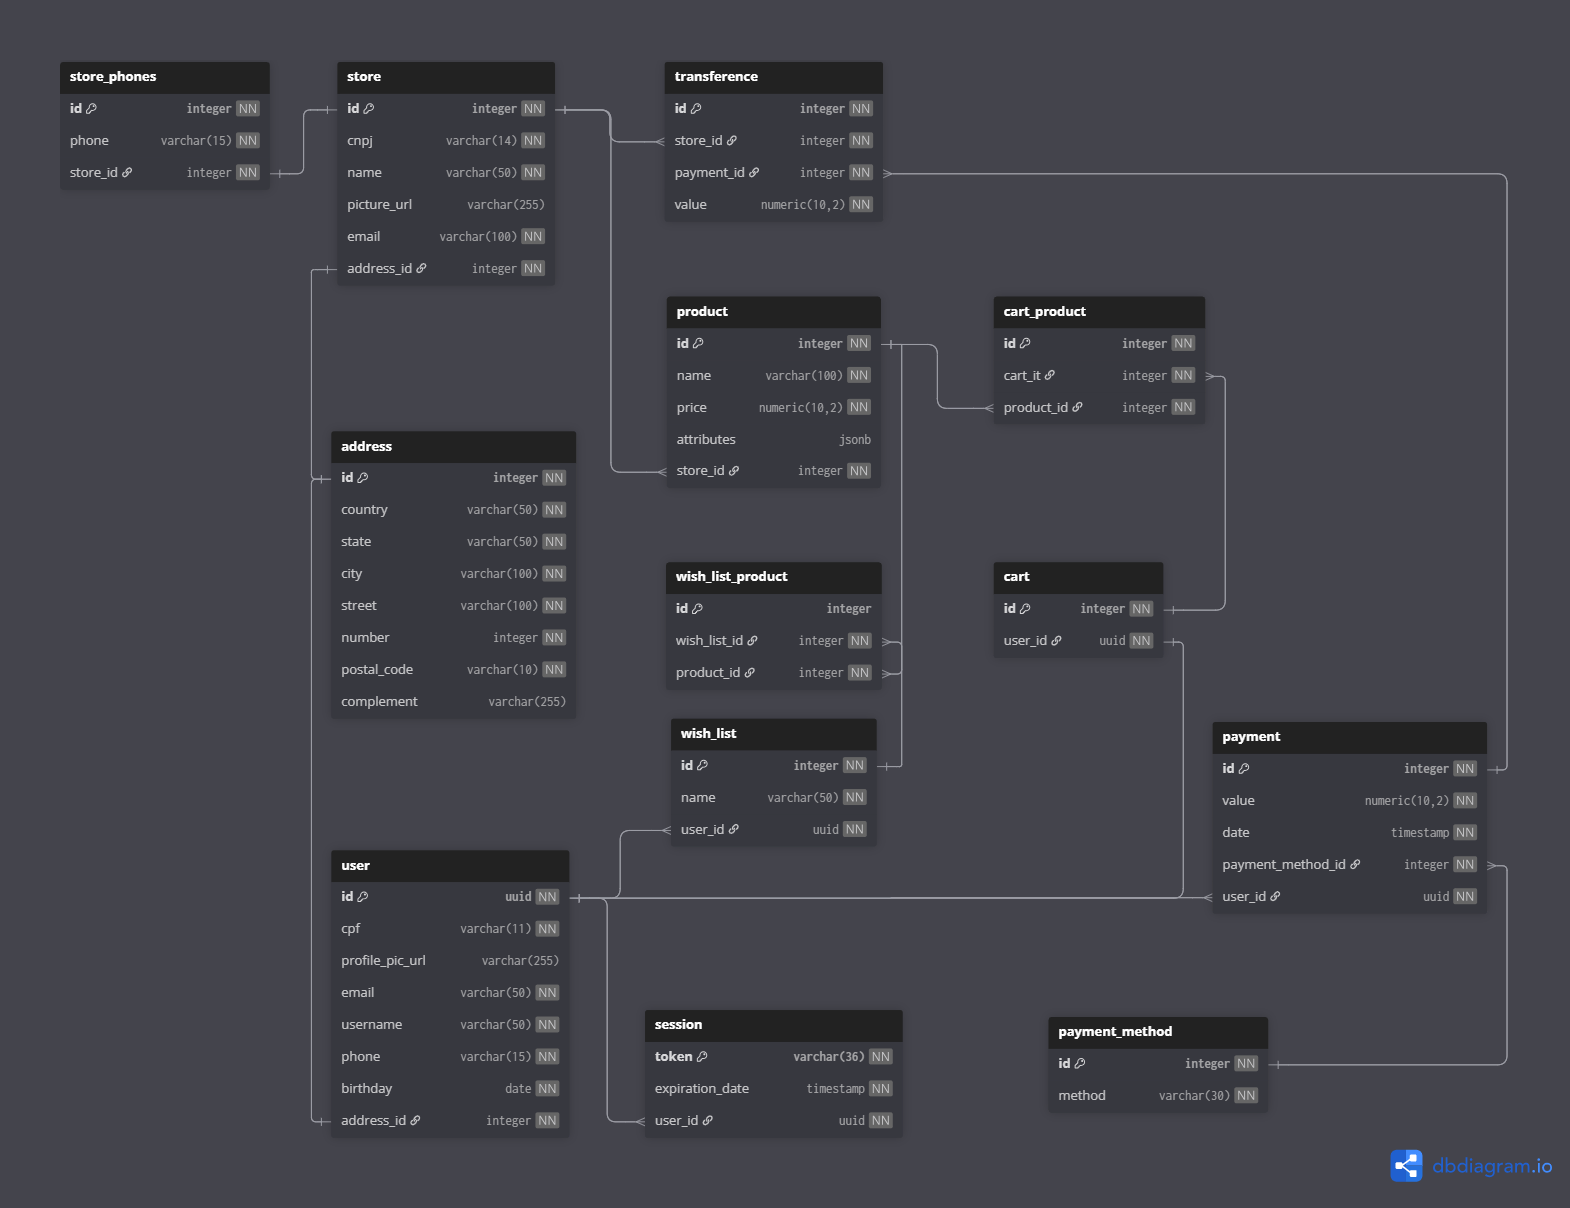 store_phones
id integer NN
phone varchar(15) NN
store_id integer NN
store
id integer NN
cnpj varchar(14) NN
name varchar(50) NN
picture_url varchar(255)
email varchar(100) NN
address_id integer NN
transference
id integer NN
store_id integer NN
payment_id integer NN
value numeric(10,2) NN
product
id integer NN
name varchar(100) NN
price numeric(10,2) NN
attributes jsonb
store_id integer NN
cart_product
id integer NN
cart_it integer NN
product_id integer NN
address
id integer NN
country varchar(50) NN
state varchar(50) NN
city varchar(100) NN
street varchar(100) NN
number integer NN
postal_code varchar(10) NN
complement varchar(255)
wish_list_product
id integer
wish_list_id integer NN
product_id integer NN
cart
id integer NN
user_id uuid NN
wish_list
id integer NN
name varchar(50) NN
user_id uuid NN
payment
id integer NN
value numeric(10,2) NN
date timestamp NN
payment_method_id integer NN
user_id uuid NN
user
id uuid NN
cpf varchar(11) NN
profile_pic_url varchar(255)
email varchar(50) NN
username varchar(50) NN
phone varchar(15) NN
birthday date NN
address_id integer NN
session
token varchar(36) NN
expiration_date timestamp NN
user_id uuid NN
payment_method
id integer NN
method varchar(30) NN
dbdiagram.io